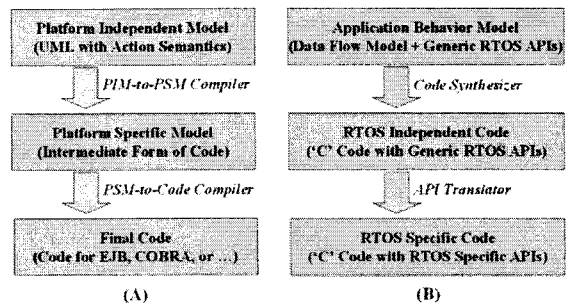 Platform Independent Model
(UML with Action Semantics)
PIM-to-PSM Compiler
Platform Specific Model
(Intermediate Form of Code)
PSM-to-Code Compiler
Final Code
(Code for EJB, COBRA, or ...)
(A)
Application Behavior Model
(Data Flow Model + Generic RTOS APIs)
Code Synthesizer
RTOS Independent Code
('C' Code with Generic RTOS APIs)
API Translator
RTOS Specific Code
('C' Code with RTOS Specific APIs)
(B)